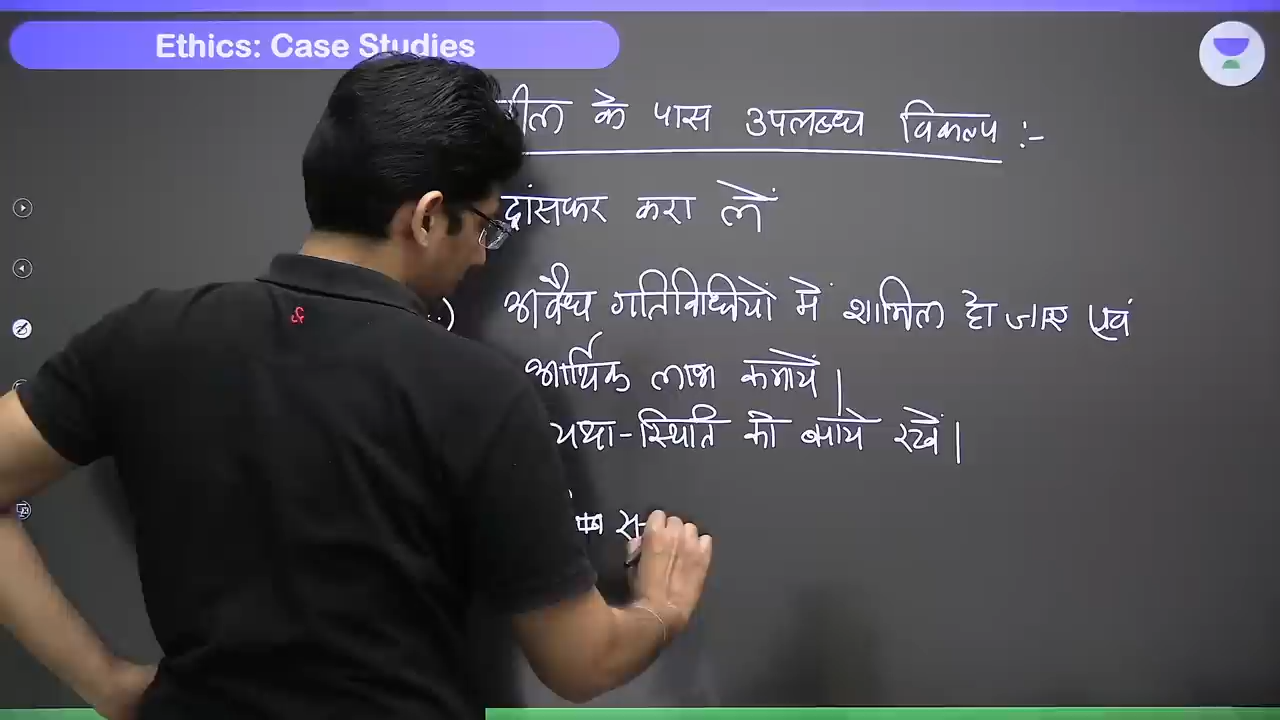 Ethics: Case Studies
के पास उपलब्ध विकल्प :-
ट्रांसफर करा लें
अवैध गतिविधियों में शामिल हो जाए एवं
आर्थिक लाभ कमायें |
यथा-स्थिति को बनाये रखें |